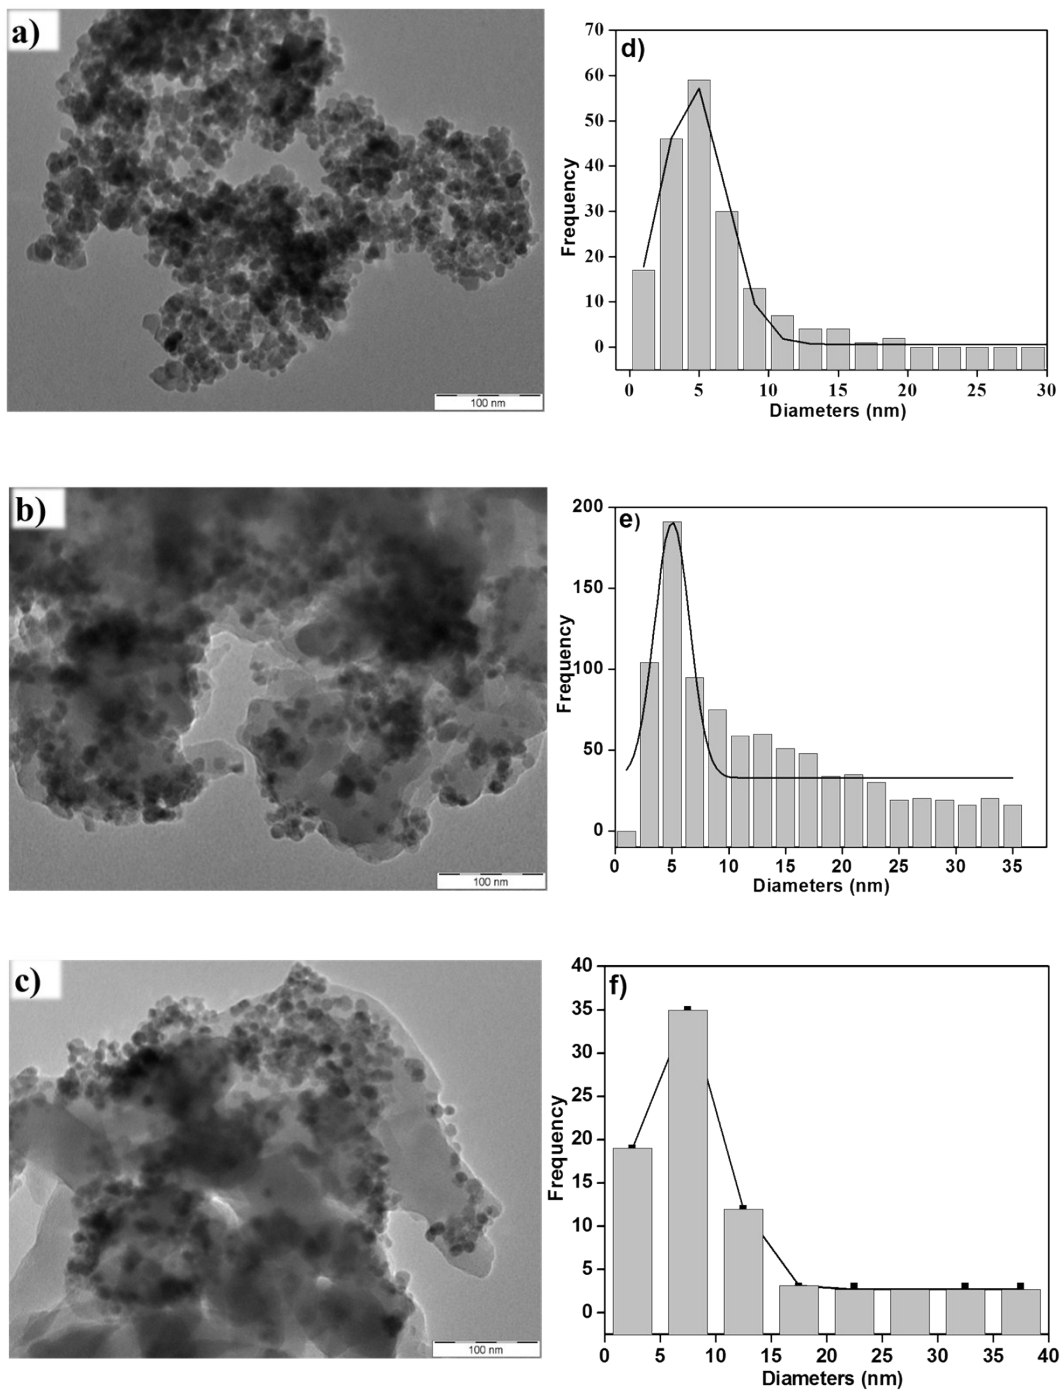 a)
100 nm
d)
70
60
50
40
30
20
10
0
Frequency
0 5 10 15 20 25 30
Diameters (nm)
b)
100 nm
e)
200
150
100
50
0
Frequency
0 5 10 15 20 25 30 35
Diameters (nm)
c)
100 nm
f)
40
35
30
25
20
15
10
5
0
Frequency
0 5 10 15 20 25 30 35 40
Diameters (nm)